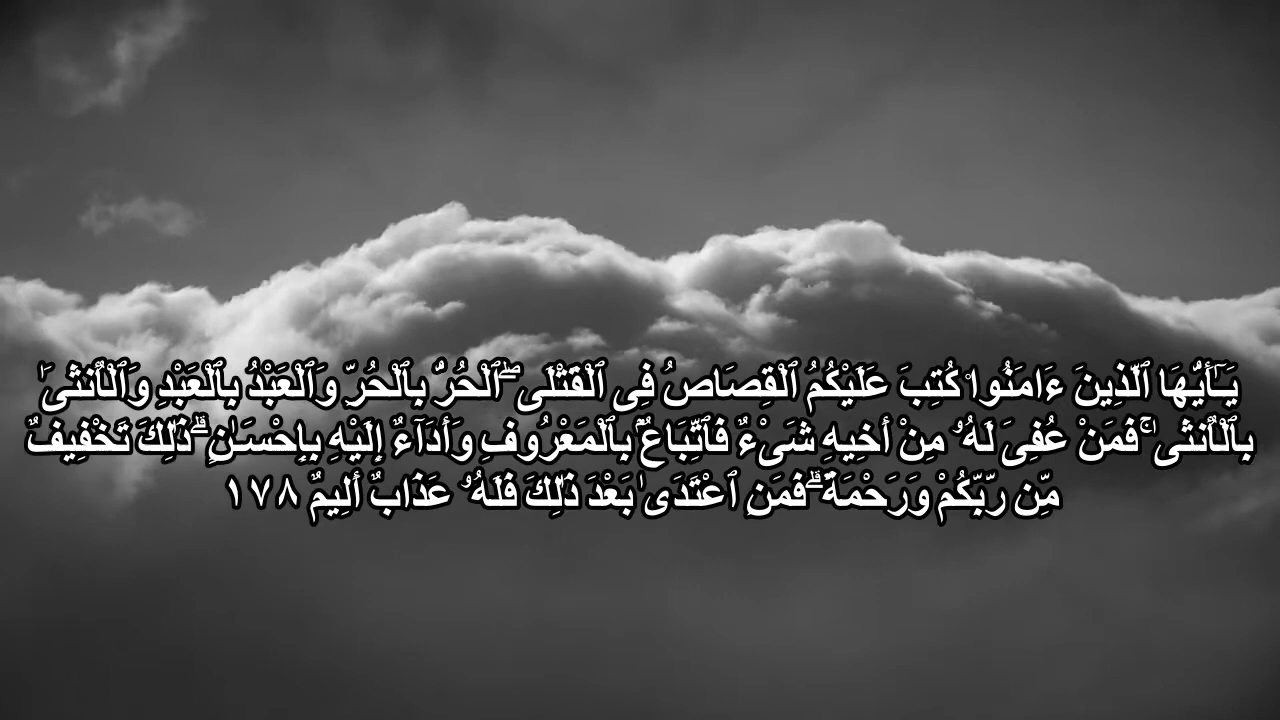 يَـٰٓأَيُّهَا ٱلَّذِينَ ءَامَنُوا۟ كُتِبَ عَلَيْكُمُ ٱلْقِصَاصُ فِى ٱلْقَتْلَى ۖ ٱلْحُرُّ بِٱلْحُرِّ وَٱلْعَبْدُ بِٱلْعَبْدِ وَٱلْأُنثَىٰ
بِٱلْأُنثَىٰ ۚ فَمَنْ عُفِىَ لَهُۥ مِنْ أَخِيهِ شَىْءٌ فَٱتِّبَاعٌۢ بِٱلْمَعْرُوفِ وَأَدَآءٌ إِلَيْهِ بِإِحْسَـٰنٍ ۗ ذَٰلِكَ تَخْفِيفٌ
مِّن رَّبِّكُمْ وَرَحْمَةٌ ۗ فَمَنِ ٱعْتَدَىٰ بَعْدَ ذَٰلِكَ فَلَهُۥ عَذَابٌ أَلِيمٌ ١٧٨